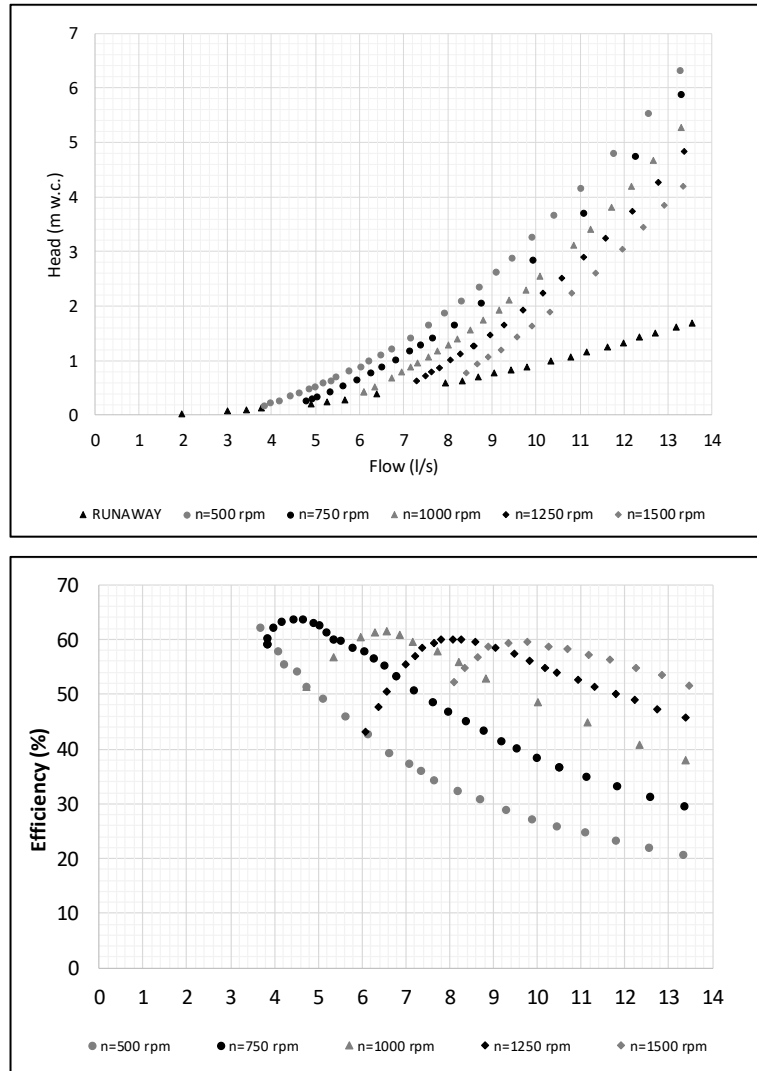 7
6
5
4
3
2
1
0
Head (m w.c.)
0 1 2 3 4 5 6 7 8 9 10 11 12 13 14
Flow (l/s)
RUNAWAY n=500 rpm n=750 rpm n=1000 rpm n=1250 rpm n=1500 rpm
70
60
50
40
30
20
10
0
Efficiency (%)
0 1 2 3 4 5 6 7 8 9 10 11 12 13 14
n=500 rpm n=750 rpm n=1000 rpm n=1250 rpm n=1500 rpm